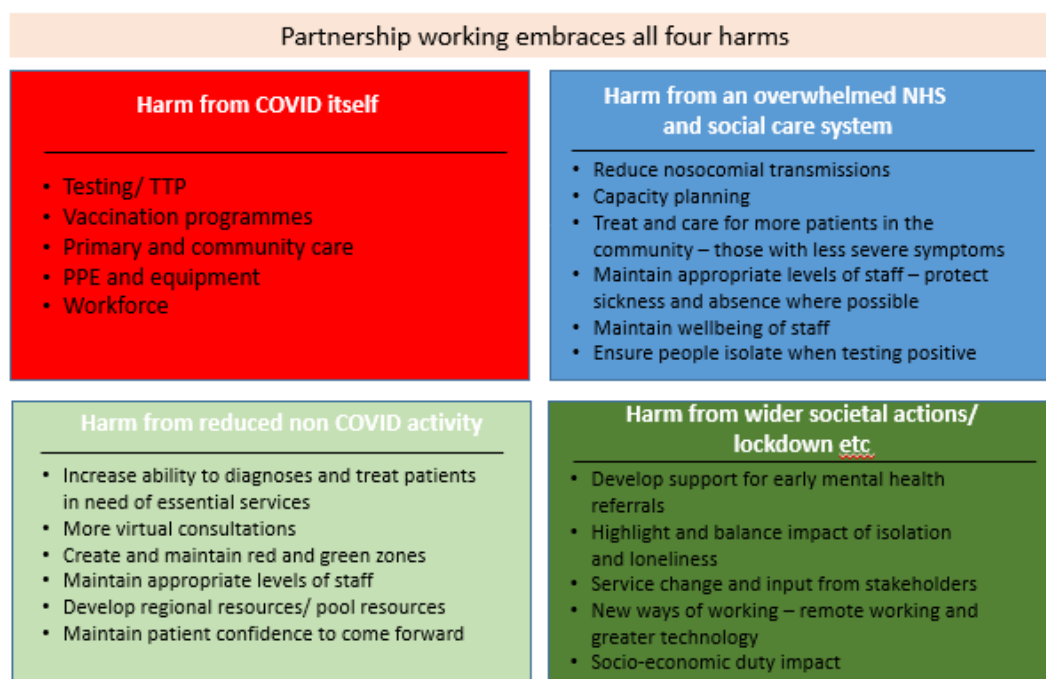 Partnership working embraces all four harms
Harm from COVID itself
• Testing/ TTP
• Vaccination programmes
• Primary and community care
• PPE and equipment
• Workforce
Harm from an overwhelmed NHS
and social care system
• Reduce nosocomial transmissions
• Capacity planning
• Treat and care for more patients in the
community – those with less severe symptoms
• Maintain appropriate levels of staff – protect
sickness and absence where possible
• Maintain wellbeing of staff
• Ensure people isolate when testing positive
Harm from reduced non COVID activity
• Increase ability to diagnoses and treat patients
in need of essential services
• More virtual consultations
• Create and maintain red and green zones
• Maintain appropriate levels of staff
• Develop regional resources/ pool resources
• Maintain patient confidence to come forward
Harm from wider societal actions/
lockdown etc
• Develop support for early mental health
referrals
• Highlight and balance impact of isolation
and loneliness
• Service change and input from stakeholders
• New ways of working – remote working and
greater technology
• Socio-economic duty impact